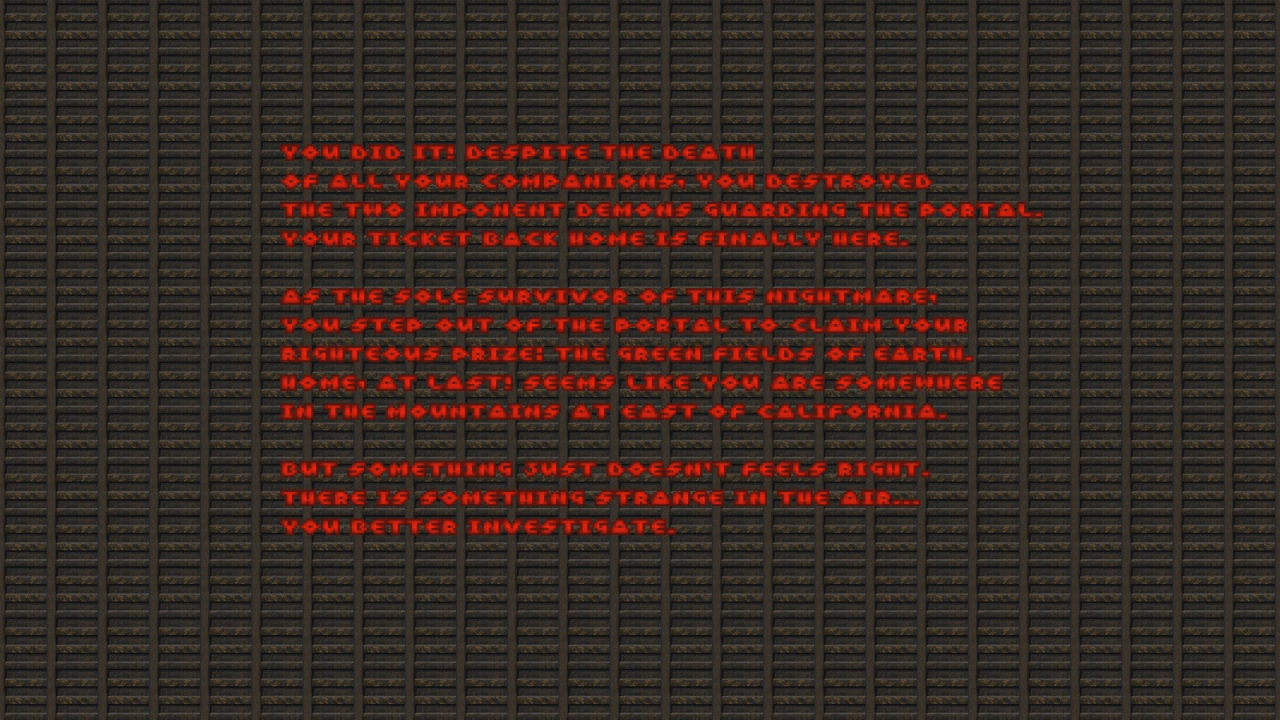 YOU DID IT! DESPITE THE DEATH
OF ALL YOUR COMPANIONS, YOU DESTROYED
THE TWO IMPONENT DEMONS GUARDING THE PORTAL.
YOUR TICKET BACK HOME IS FINALLY HERE.
AS THE SOLE SURVIVOR OF THIS NIGHTMARE,
YOU STEP OUT OF THE PORTAL TO CLAIM YOUR
RIGHTEOUS PRIZE: THE GREEN FIELDS OF EARTH.
HOME, AT LAST! SEEMS LIKE YOU ARE SOMEWHERE
IN THE MOUNTAINS AT EAST OF CALIFORNIA.
BUT SOMETHING JUST DOESN'T FEELS RIGHT.
THERE IS SOMETHING STRANGE IN THE AIR...
YOU BETTER INVESTIGATE.